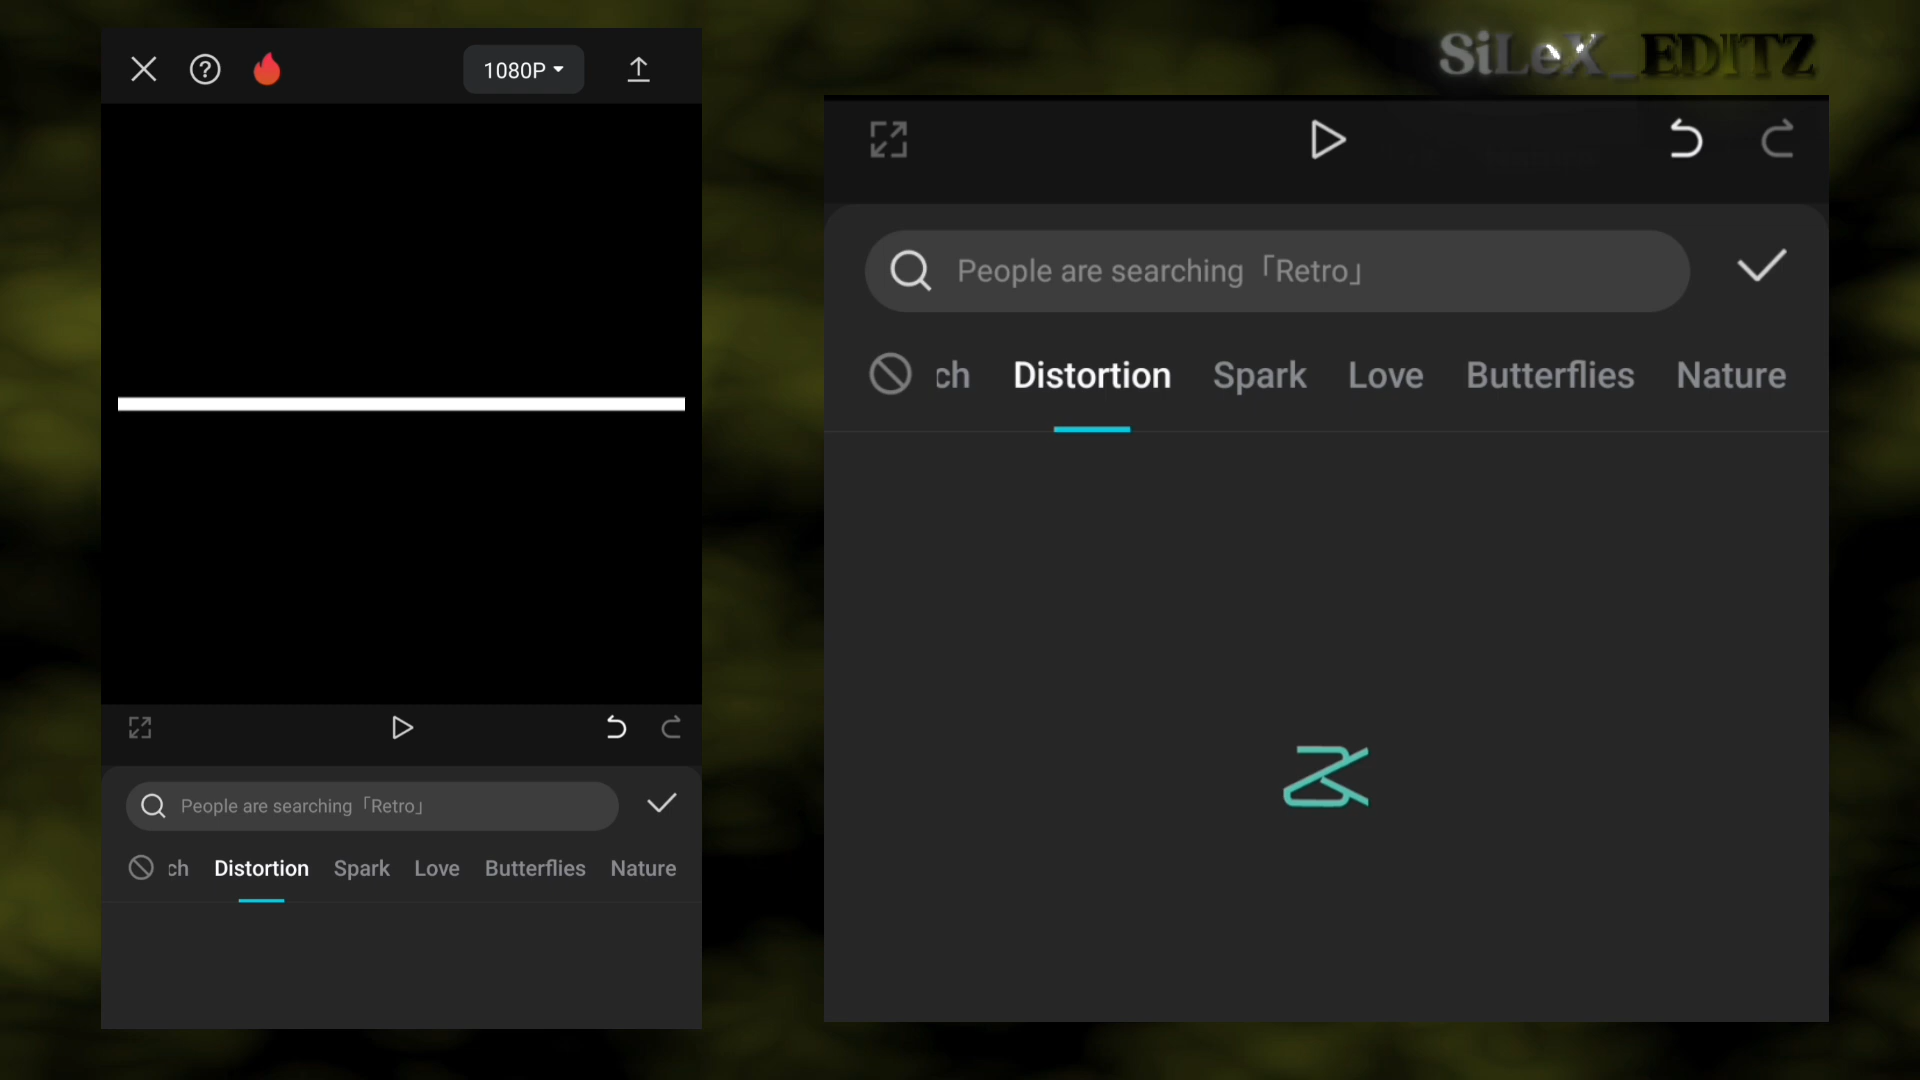 1080P
People are searching「Retro」
ch Distortion Spark Love Butterflies Nature
SiLeX_EDITZ
People are searching「Retro」
ch Distortion Spark Love Butterflies Nature